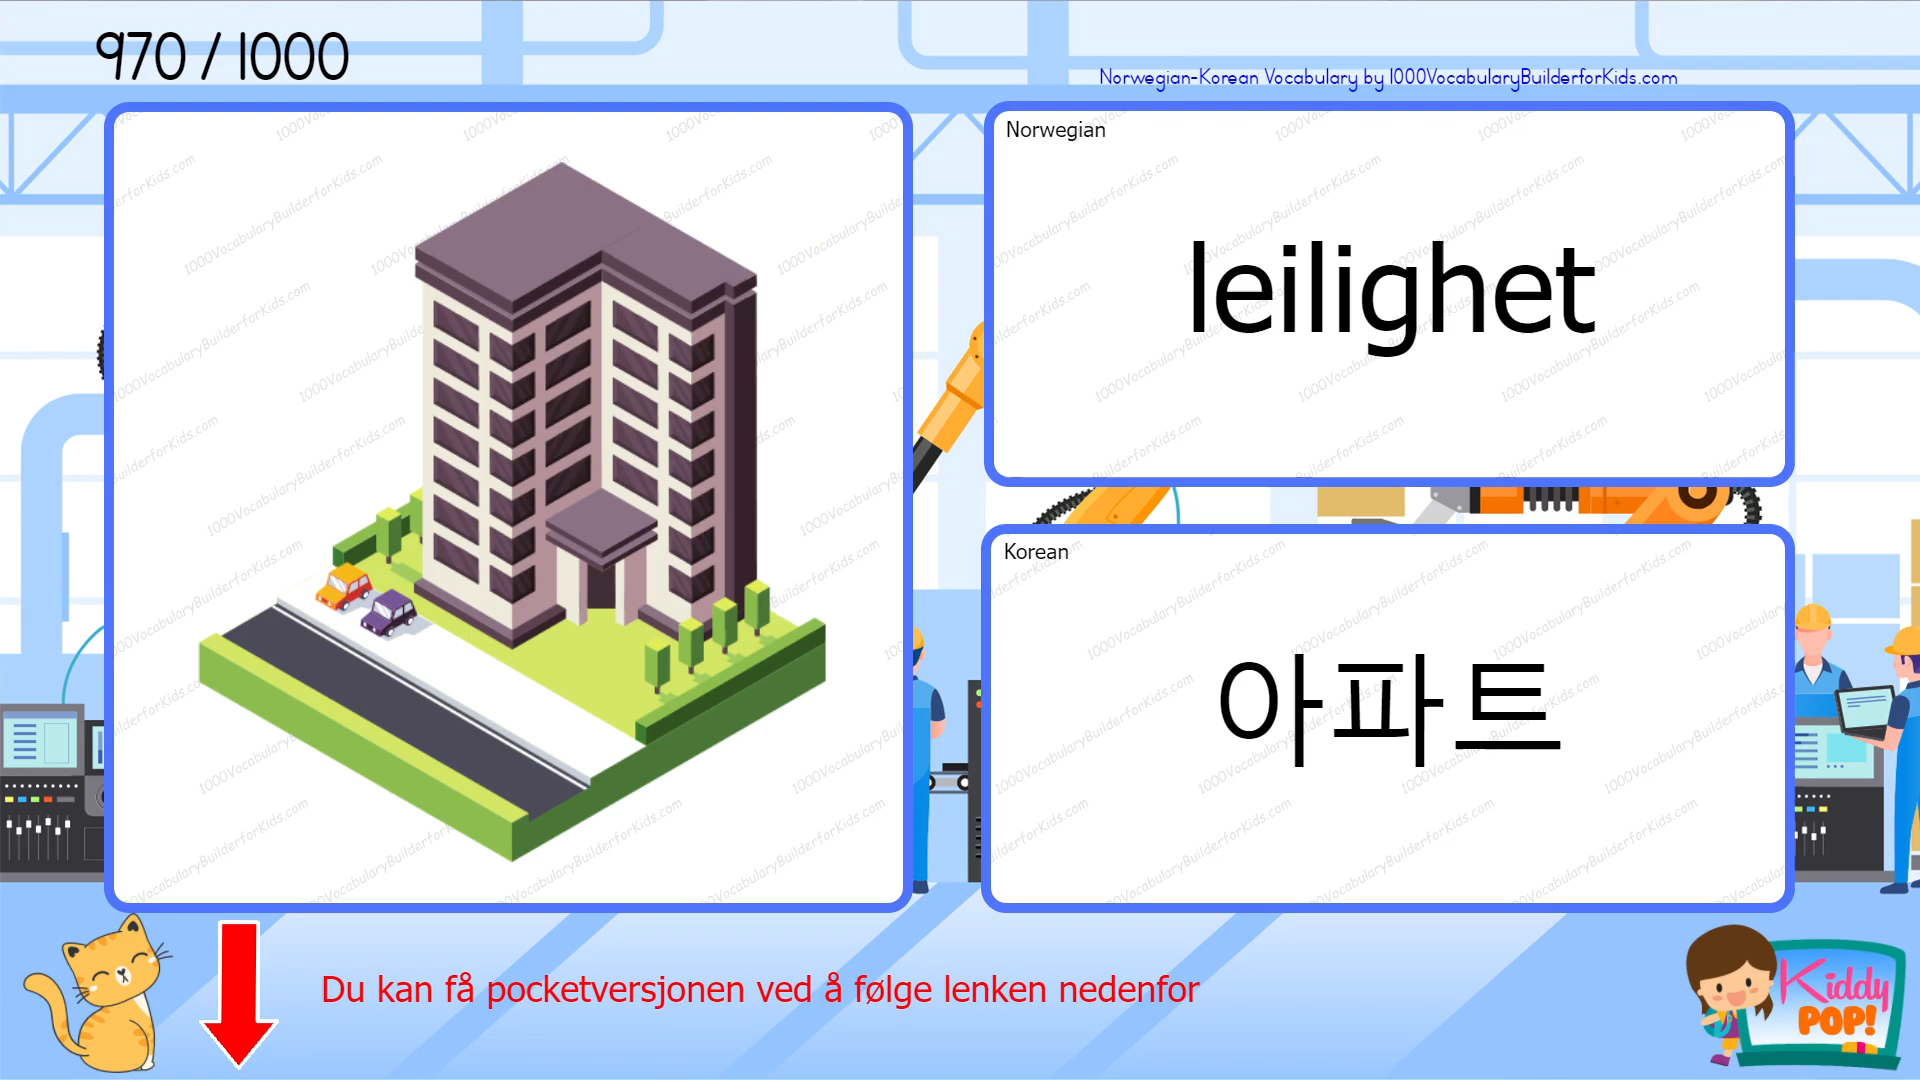 970 / 1000
Norwegian-Korean Vocabulary by 1000VocabularyBuilderforKids.com
Norwegian
leilighet
Korean
아파트
Du kan få pocketversjonen ved å følge lenken nedenfor
Kiddy
POP!